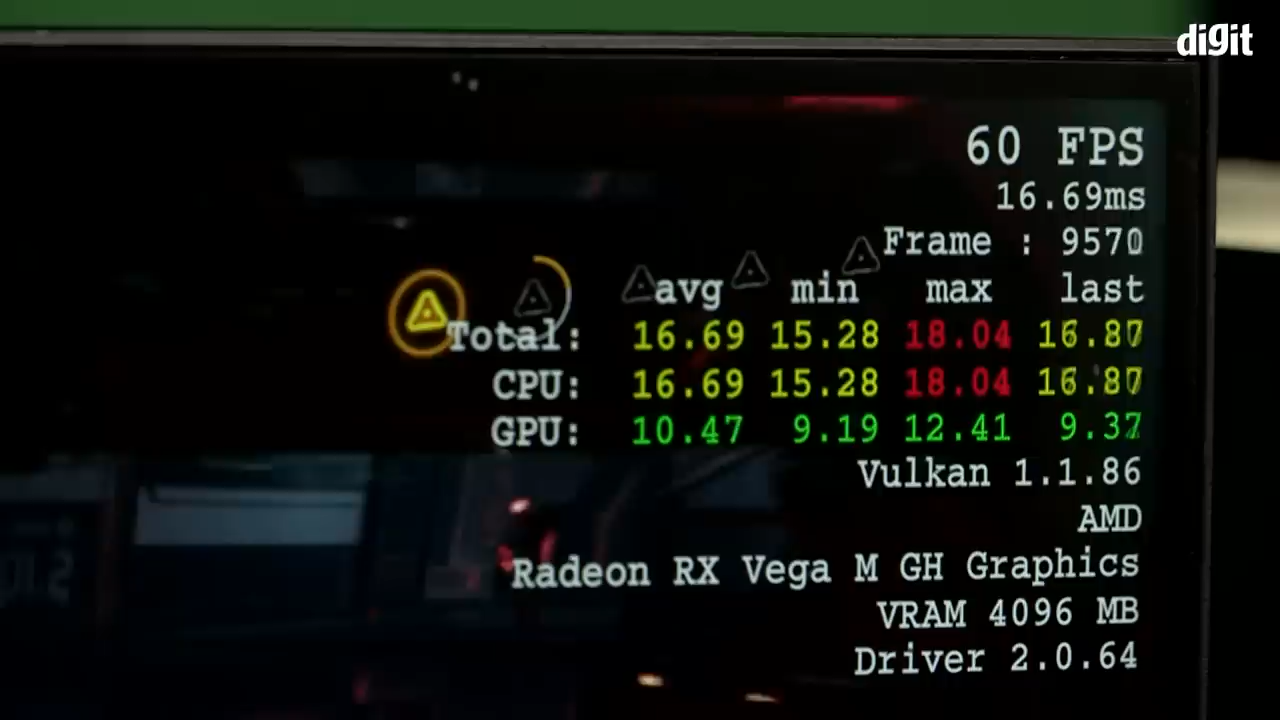 digit
60 FPS
16.69ms
Frame : 9570
avg min max last
Total: 16.69 15.28 18.04 16.87
CPU: 16.69 15.28 18.04 16.87
GPU: 10.47 9.19 12.41 9.37
Vulkan 1.1.86
AMD
Radeon RX Vega M GH Graphics
VRAM 4096 MB
Driver 2.0.64